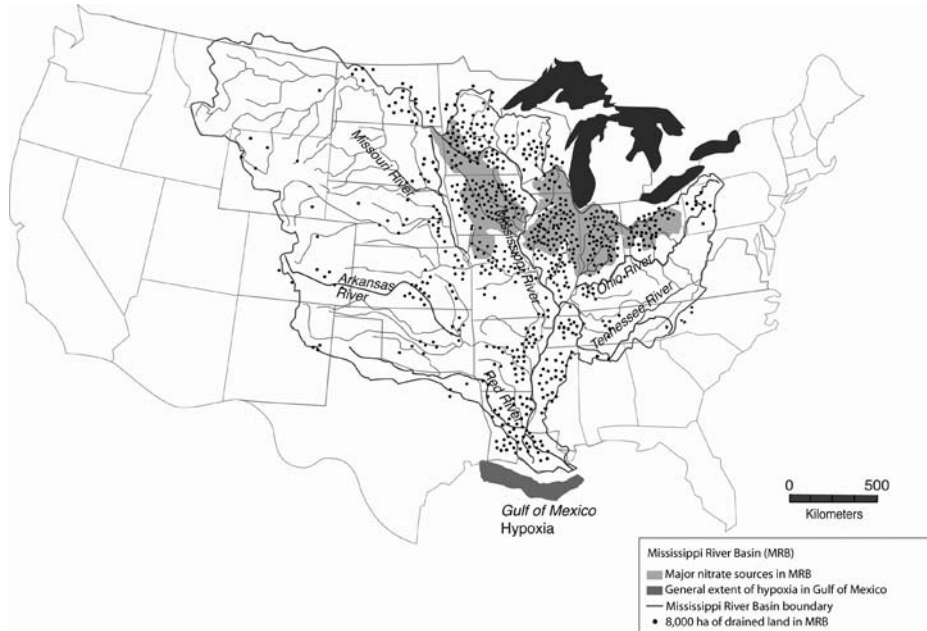 Missouri River
Mississippi River
Arkansas
River
Ohio River
Tennessee River
Red River
Gulf of Mexico
Hypoxia
0 500
Kilometers
Mississippi River Basin (MRB)
Major nitrate sources in MRB
General extent of hypoxia in Gulf of Mexico
Mississippi River Basin boundary
8,000 ha of drained land in MRB